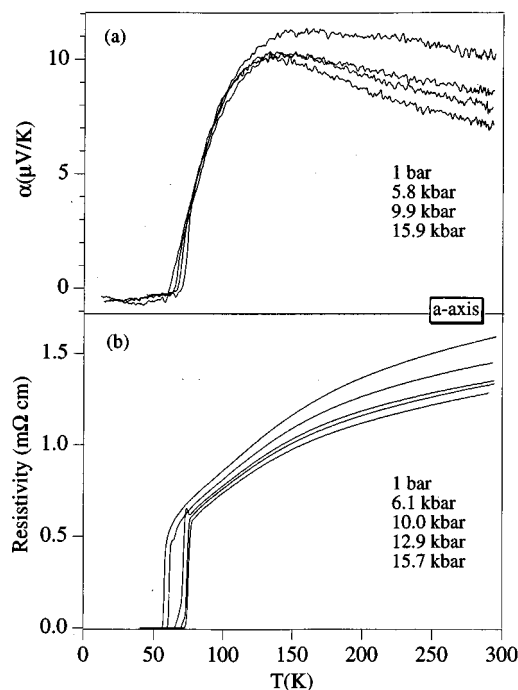 (a)
10
5
0
α(μV/K)
1 bar
5.8 kbar
9.9 kbar
15.9 kbar
a-axis
(b)
1.5
1.0
0.5
0.0
Resistivity (mΩ cm)
1 bar
6.1 kbar
10.0 kbar
12.9 kbar
15.7 kbar
0 50 100 150 200 250 300
T(K)